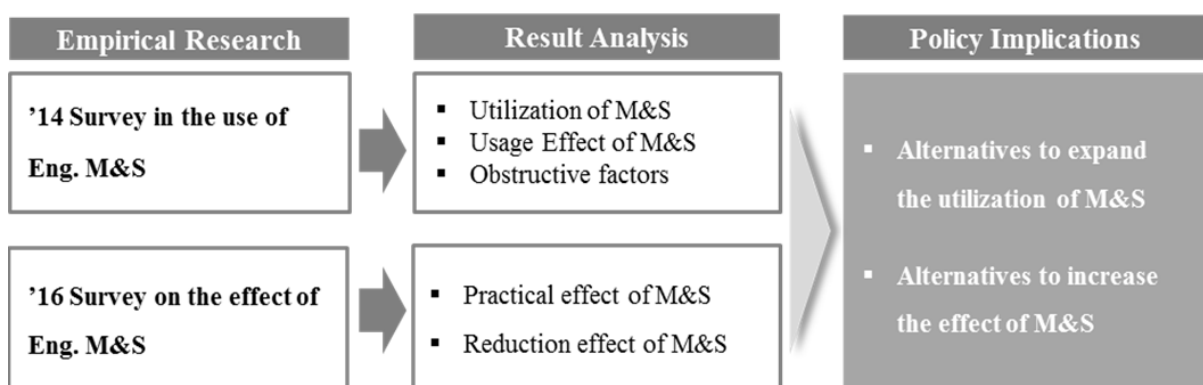 Empirical Research
Result Analysis
Policy Implications
’14 Survey in the use of
Eng. M&S
▪ Utilization of M&S
▪ Usage Effect of M&S
▪ Obstructive factors
’16 Survey on the effect of
Eng. M&S
▪ Practical effect of M&S
▪ Reduction effect of M&S
▪ Alternatives to expand
the utilization of M&S
▪ Alternatives to increase
the effect of M&S